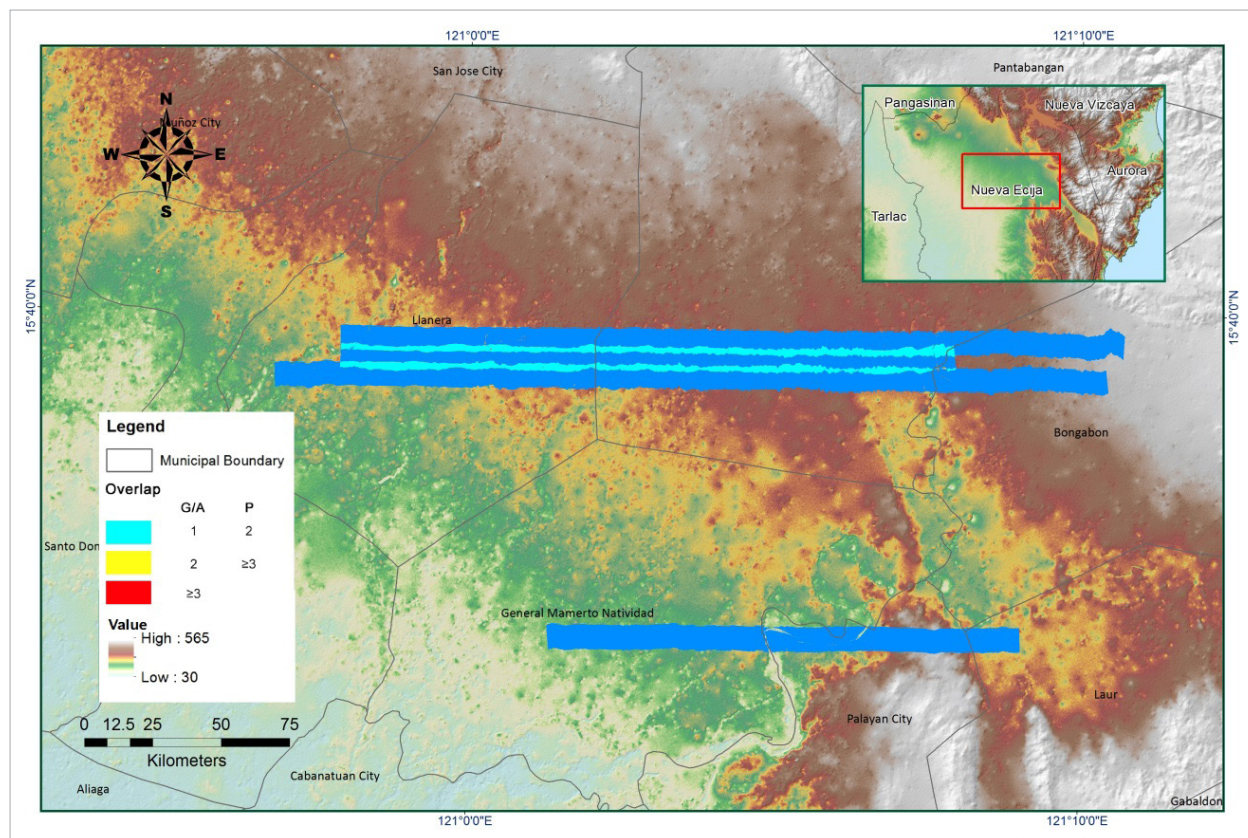 121°0'0"E
121°10'0"E
San Jose City
Pantabangan
Pangasinan
Nueva Vizcaya
N
Muñoz City
W
E
S
Aurora
Nueva Ecija
Tarlac
15°40'0"N
15°40'0"N
Llanera
Legend
Municipal Boundary
Overlap
G/A P
1 2
2 ≥3
≥3
Value
High : 565
Low : 30
Bongabon
Santo Don
General Mamerto Natividad
Laur
Palayan City
0 12.5 25 50 75
Kilometers
Cabanatuan City
Aliaga
Gabaldon
121°0'0"E
121°10'0"E